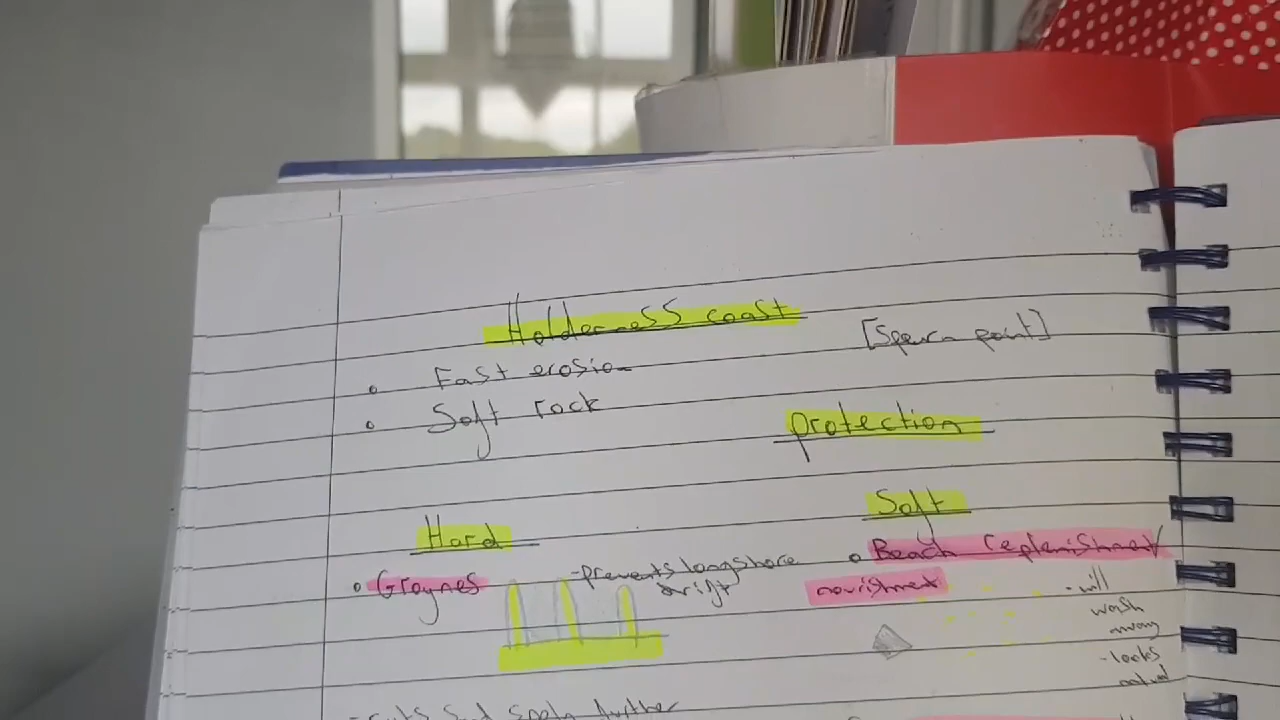 Holderness coast
[Spurn point]
• Fast erosion
• Soft rock
protection
Hard
Soft
• Groynes
- prevents longshore
drift
• Beach replenishment/
nourishment
- will
wash
away
- looks